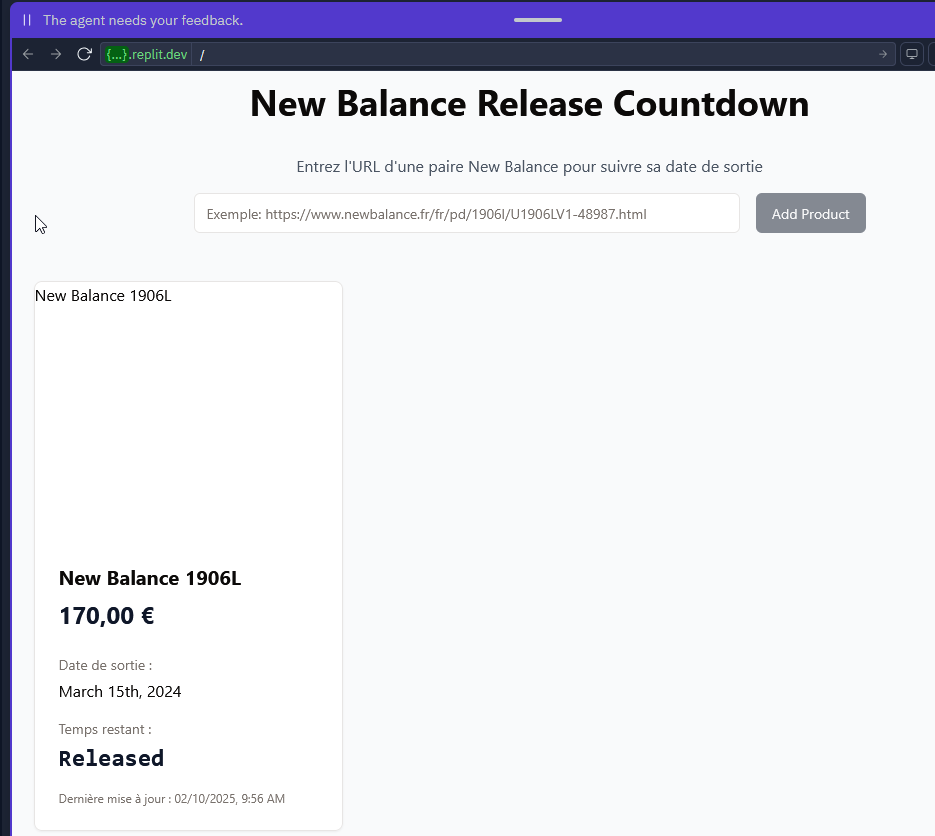 The agent needs your feedback.
{...}.replit.dev /
New Balance Release Countdown
Entrez l'URL d'une paire New Balance pour suivre sa date de sortie
Exemple: https://www.newbalance.fr/fr/pd/1906l/U1906LV1-48987.html
Add Product
New Balance 1906L
New Balance 1906L
170,00 €
Date de sortie :
March 15th, 2024
Temps restant :
Released
Dernière mise à jour : 02/10/2025, 9:56 AM